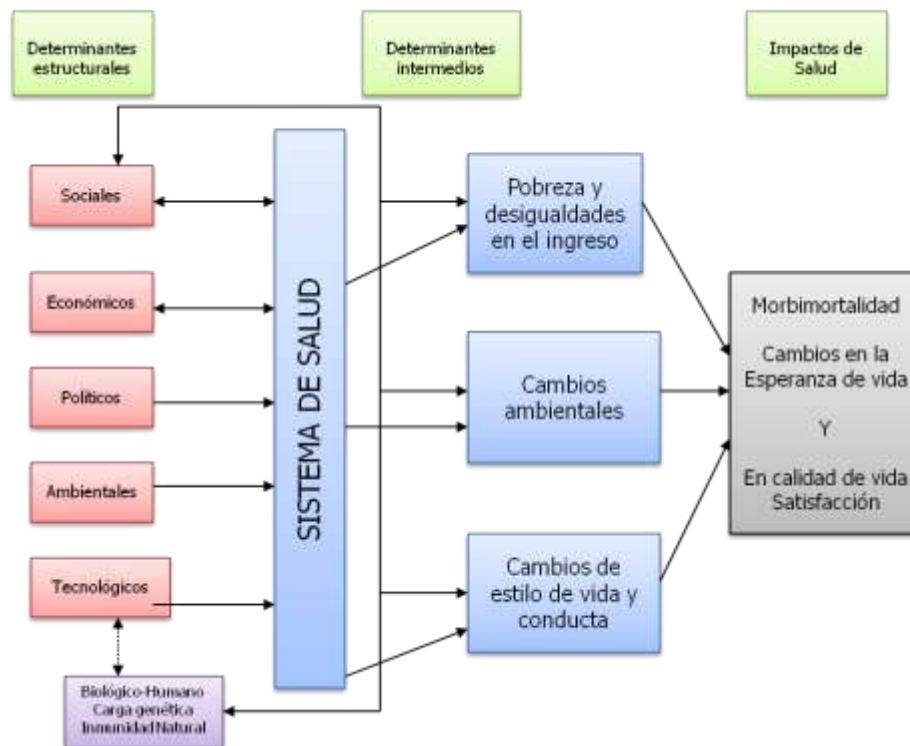 Determinantes
estructurales
Determinantes
intermedios
Impactos de
Salud
Sociales
Económicos
Políticos
Ambientales
Tecnológicos
Biológico-Humano
Carga genética
Inmunidad Natural
SISTEMA DE SALUD
Pobreza y
desigualdades
en el ingreso
Cambios
ambientales
Cambios de
estilo de vida y
conducta
Morbimortalidad
Cambios en la
Esperanza de vida
Y
En calidad de vida
Satisfacción